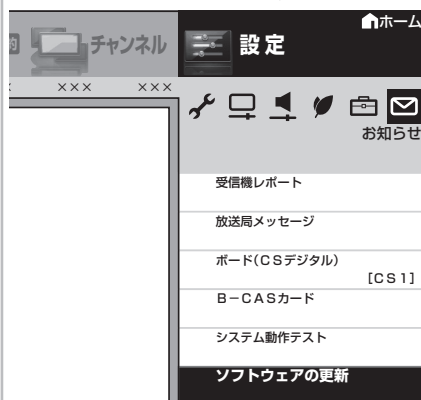 ホーム
チャンネル
設定
××× ×××
お知らせ
受信機レポート
放送局メッセージ
ボード(CSデジタル)
[CS1]
B-CASカード
システム動作テスト
ソフトウェアの更新